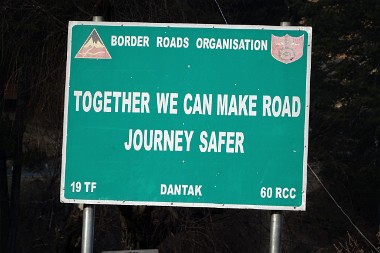 BORDER ROADS ORGANISATION
TOGETHER WE CAN MAKE ROAD
JOURNEY SAFER
19 TF DANTAK 60 RCC